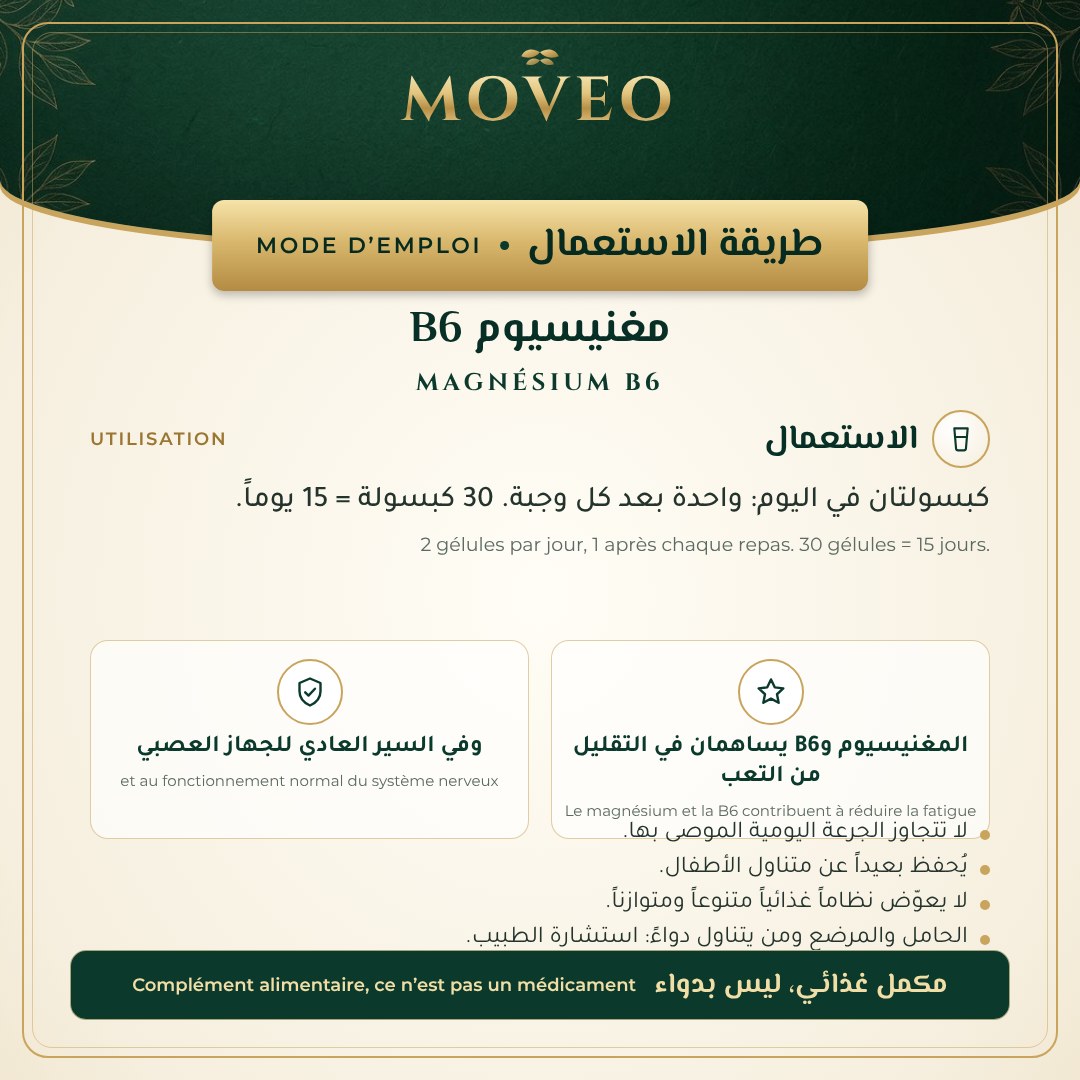 MOVEO
طريقة الاستعمال • MODE D’EMPLOI
مغنيسيوم B6
MAGNÉSIUM B6
الاستعمال
UTILISATION
كبسولتان في اليوم: واحدة بعد كل وجبة. 30 كبسولة = 15 يوماً.
2 gélules par jour, 1 après chaque repas. 30 gélules = 15 jours.
المغنيسيوم وB6 يساهمان في التقليل
من التعب
Le magnésium et la B6 contribuent à réduire la fatigue
وفي السير العادي للجهاز العصبي
et au fonctionnement normal du système nerveux
لا تتجاوز الجرعة اليومية الموصى بها.
يُحفظ بعيداً عن متناول الأطفال.
لا يعوّض نظاماً غذائياً متنوعاً ومتوازناً.
الحامل والمرضع ومن يتناول دواءً: استشارة الطبيب.
مكمل غذائي، ليس بدواء Complément alimentaire, ce n’est pas un médicament